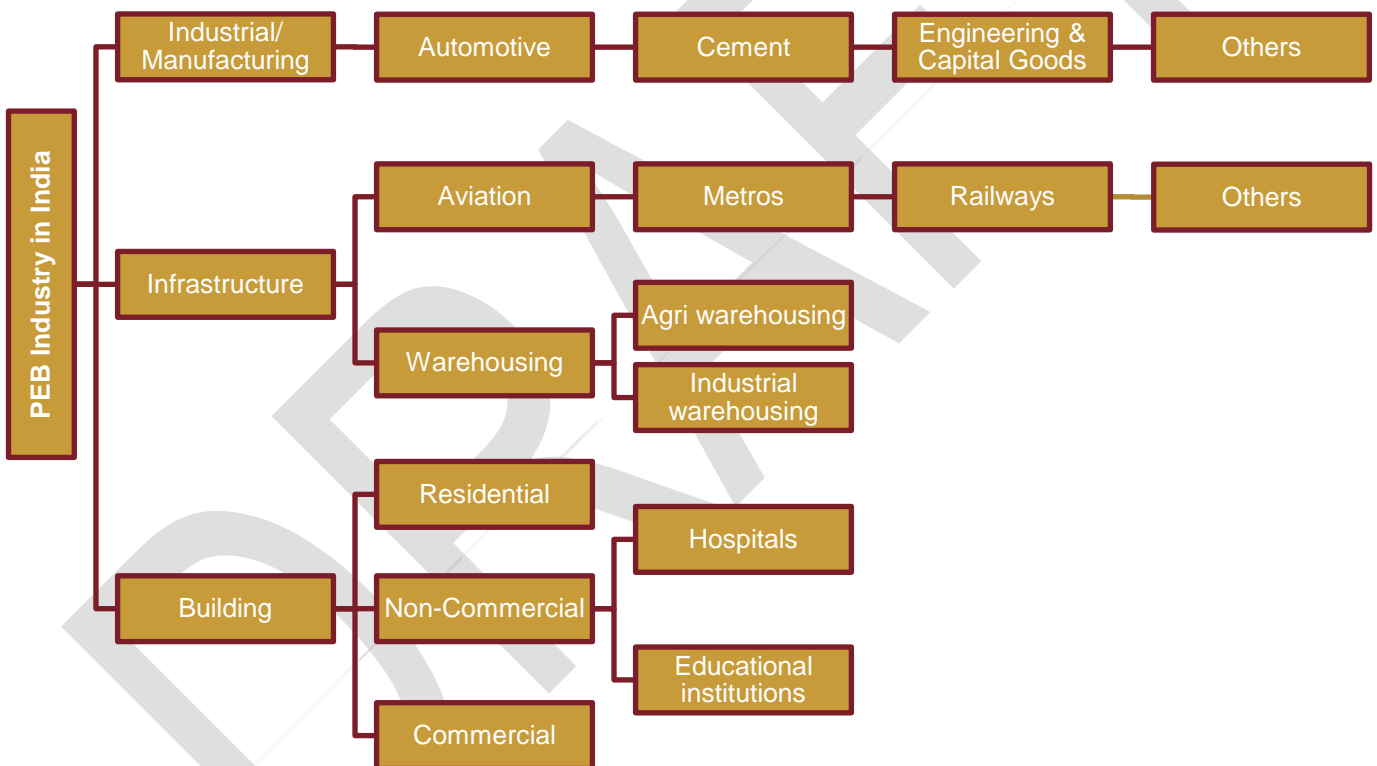 PEB Industry in India
Industrial/
Manufacturing
Automotive
Cement
Engineering &
Capital Goods
Others
Infrastructure
Aviation
Metros
Railways
Others
Warehousing
Agri warehousing
Industrial
warehousing
Building
Residential
Non-Commercial
Hospitals
Educational
institutions
Commercial
DRAF